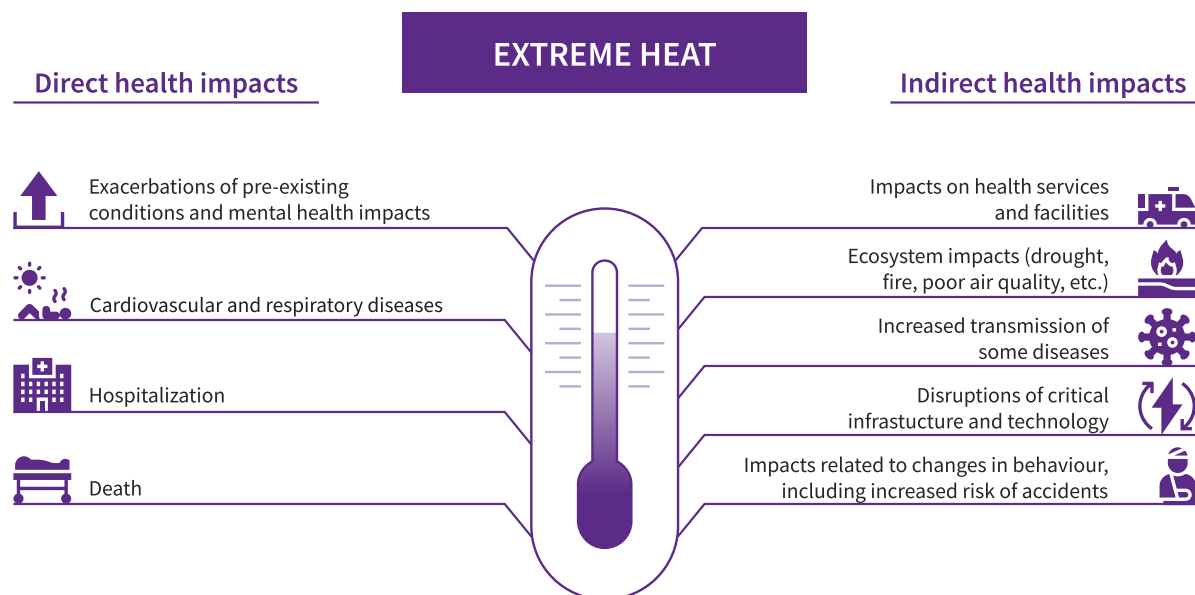 EXTREME HEAT
Direct health impacts
Exacerbations of pre-existing
conditions and mental health impacts
Cardiovascular and respiratory diseases
Hospitalization
Death
Indirect health impacts
Impacts on health services
and facilities
Ecosystem impacts (drought,
fire, poor air quality, etc.)
Increased transmission of
some diseases
Disruptions of critical
infrastucture and technology
Impacts related to changes in behaviour,
including increased risk of accidents